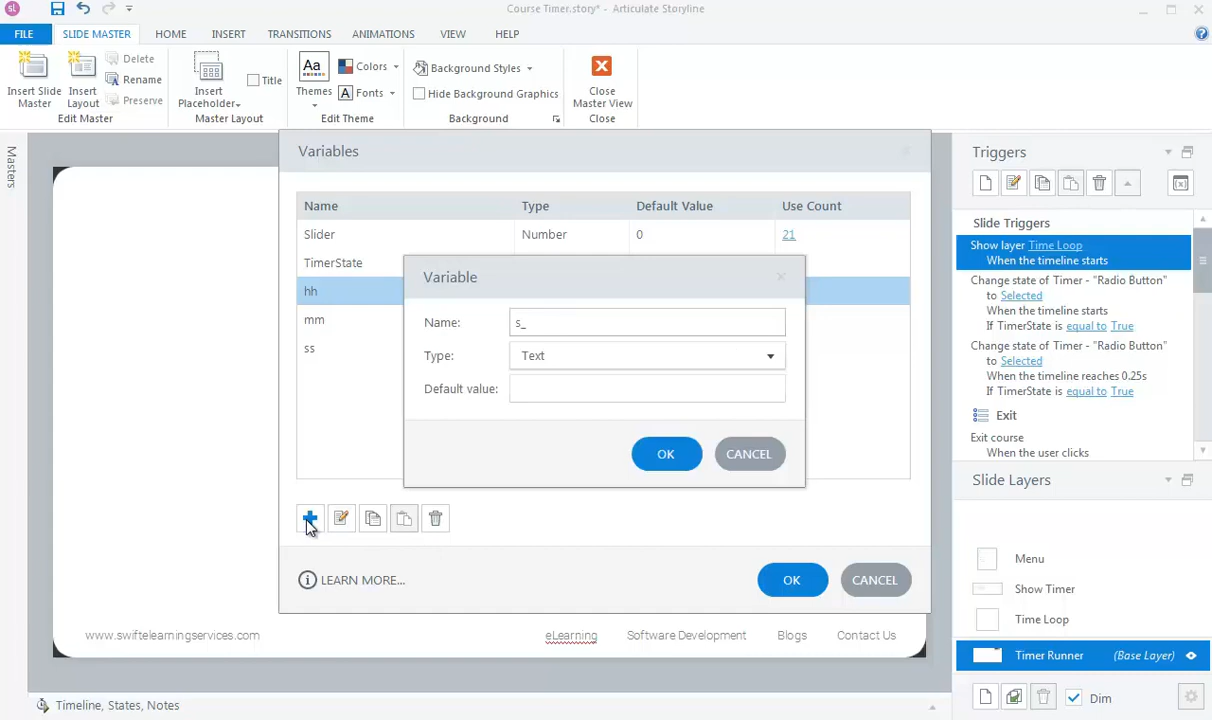 sl
Course Timer.story* - Articulate Storyline
FILE
SLIDE MASTER
HOME
INSERT
TRANSITIONS
ANIMATIONS
VIEW
HELP
Insert Slide
Master
Insert
Layout
Delete
Rename
Preserve
Edit Master
Insert
Placeholder
Title
Master Layout
Aa
Themes
Colors
A Fonts
Edit Theme
Background Styles
Hide Background Graphics
Background
Close
Master View
Close
Masters
Variables
Name
Type
Default Value
Use Count
Slider
Number
0
21
TimerState
hh
mm
ss
Variable
Name:
s_
Type:
Text
Default value:
OK
CANCEL
LEARN MORE...
OK
CANCEL
www.swiftelearningservices.com
eLearning
Software Development
Blogs
Contact Us
Timeline, States, Notes
Triggers
(x)
Slide Triggers
Show layer Time Loop
When the timeline starts
Change state of Timer - "Radio Button"
to Selected
When the timeline starts
If TimerState is equal to True
Change state of Timer - "Radio Button"
to Selected
When the timeline reaches 0.25s
If TimerState is equal to True
Exit
Exit course
When the user clicks
Slide Layers
Menu
Show Timer
Time Loop
Timer Runner (Base Layer)
Dim